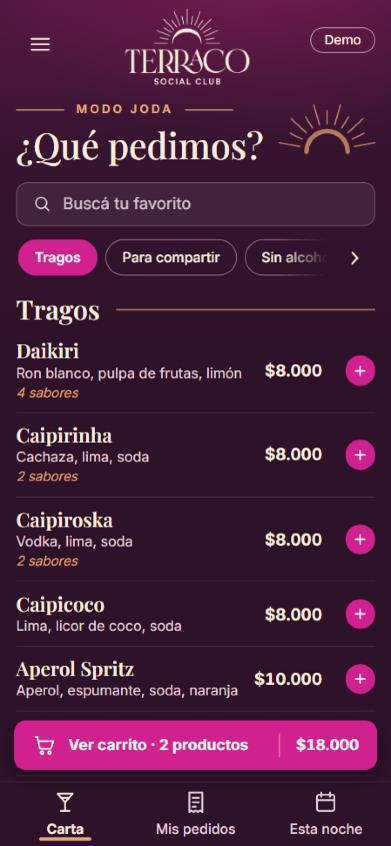 TERRACO
SOCIAL CLUB
Demo
MODO JODA
¿Qué pedimos?
Buscá tu favorito
Tragos
Para compartir
Sin alcoho
Tragos
Daikiri
Ron blanco, pulpa de frutas, limón
4 sabores
$8.000
Caipirinha
Cachaza, lima, soda
2 sabores
$8.000
Caipiroska
Vodka, lima, soda
2 sabores
$8.000
Caipicoco
Lima, licor de coco, soda
$8.000
Aperol Spritz
Aperol, espumante, soda, naranja
$10.000
Ver carrito · 2 productos
$18.000
Carta
Mis pedidos
Esta noche